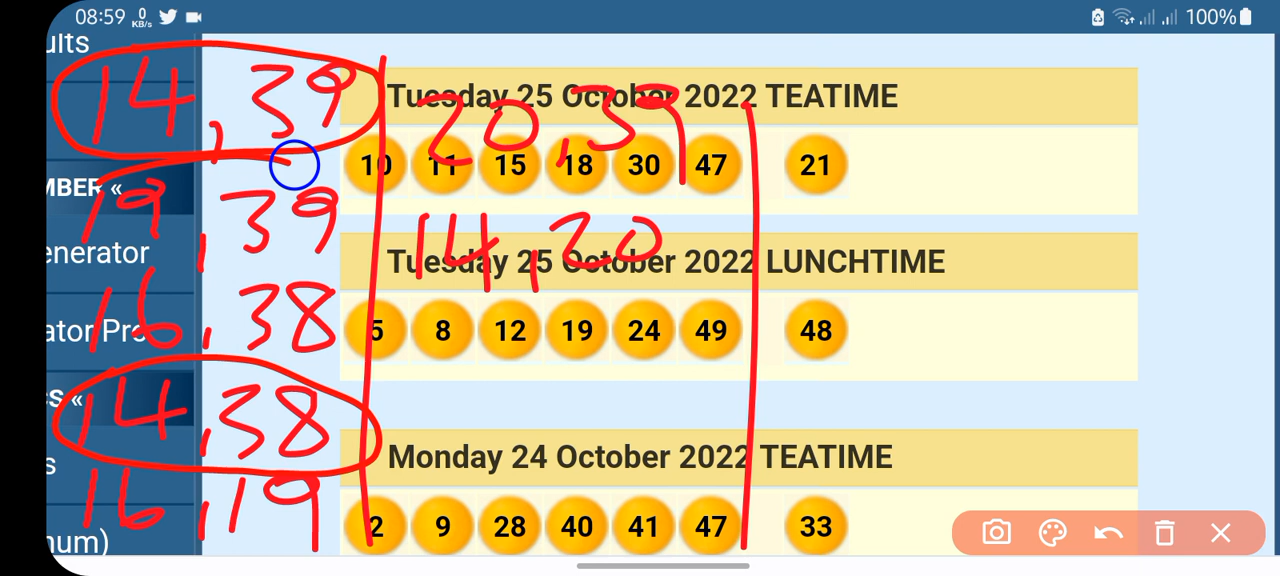 08:59 0 KB/s 100%
ults
14,39
Tuesday 25 October 2022 TEATIME
20,39
10 11 15 18 30 47 21
MBER «
19,39
14,20
enerator
Tuesday 25 October 2022 LUNCHTIME
16,38
ator Pro
5 8 12 19 24 49 48
CS «
14,38
Monday 24 October 2022 TEATIME
s
16,19
2 9 28 40 41 47 33
num)